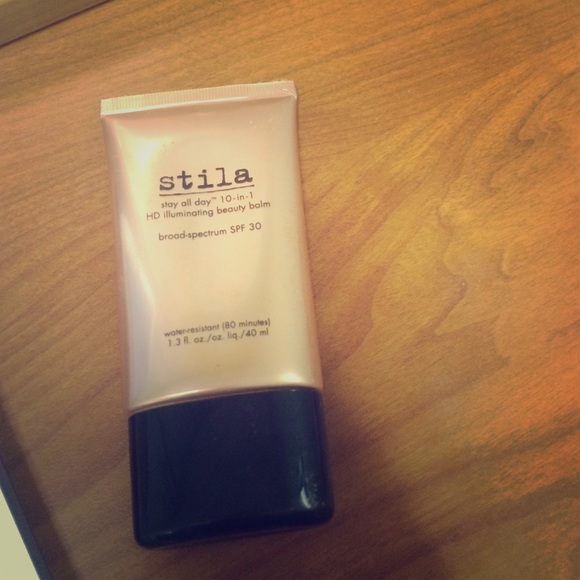 stila
stay all day™ 10-in-1
HD illuminating beauty balm
broad-spectrum SPF 30
water-resistant (80 minutes)
1.3 fl. oz./oz. liq./40 ml